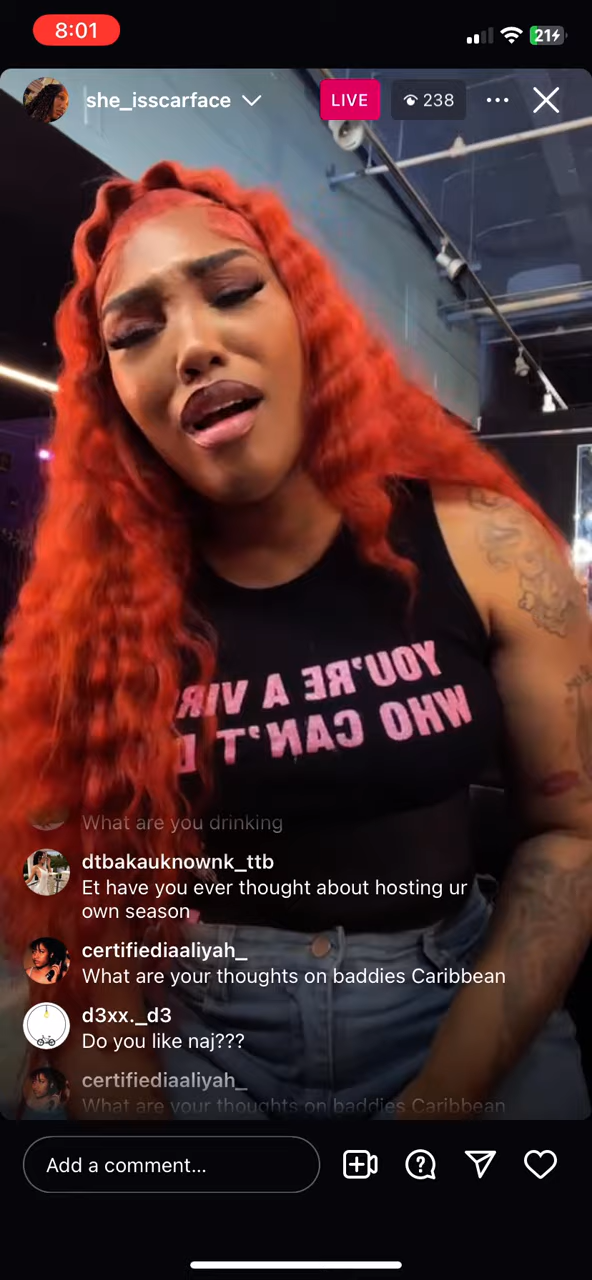 8:01
21
she_isscarface
LIVE
238
YOU'RE A VIR
WHO CAN'T
What are you drinking
dtbakauknownk_ttb
Et have you ever thought about hosting ur
own season
certifiediaaliyah_
What are your thoughts on baddies Caribbean
d3xx._d3
Do you like naj???
certifiediaaliyah_
What are your thoughts on baddies Caribbean
Add a comment...